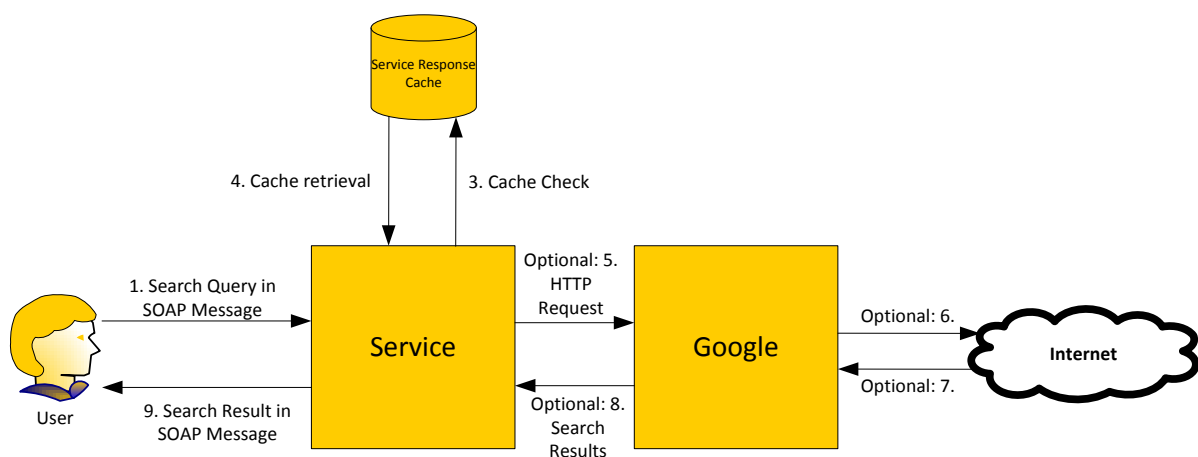 Service Response
Cache
4. Cache retrieval
3. Cache Check
1. Search Query in
SOAP Message
Service
Optional: 5.
HTTP
Request
Google
Optional: 6.
Internet
Optional: 7.
User
9. Search Result in
SOAP Message
Optional: 8.
Search
Results